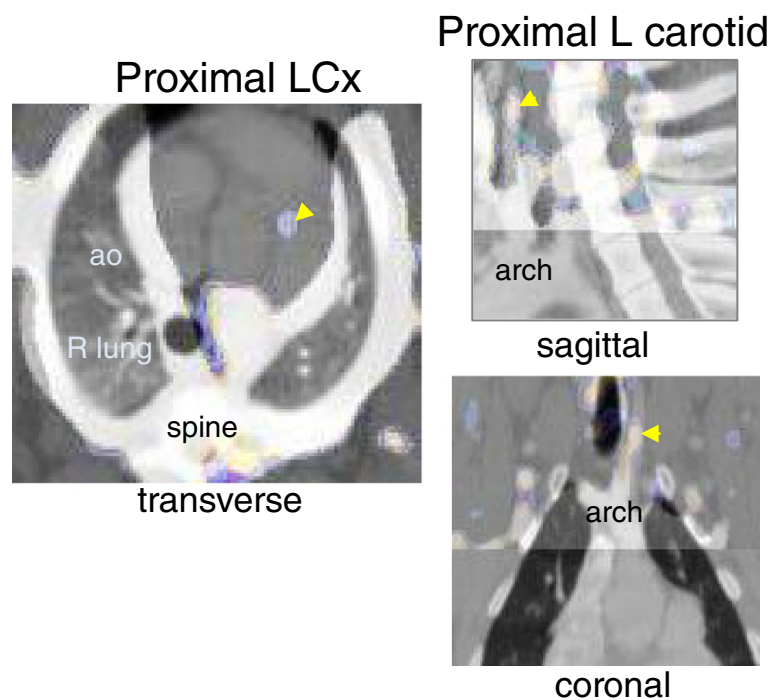 Proximal LCx
ao
R lung
spine
transverse
Proximal L carotid
arch
sagittal
arch
coronal